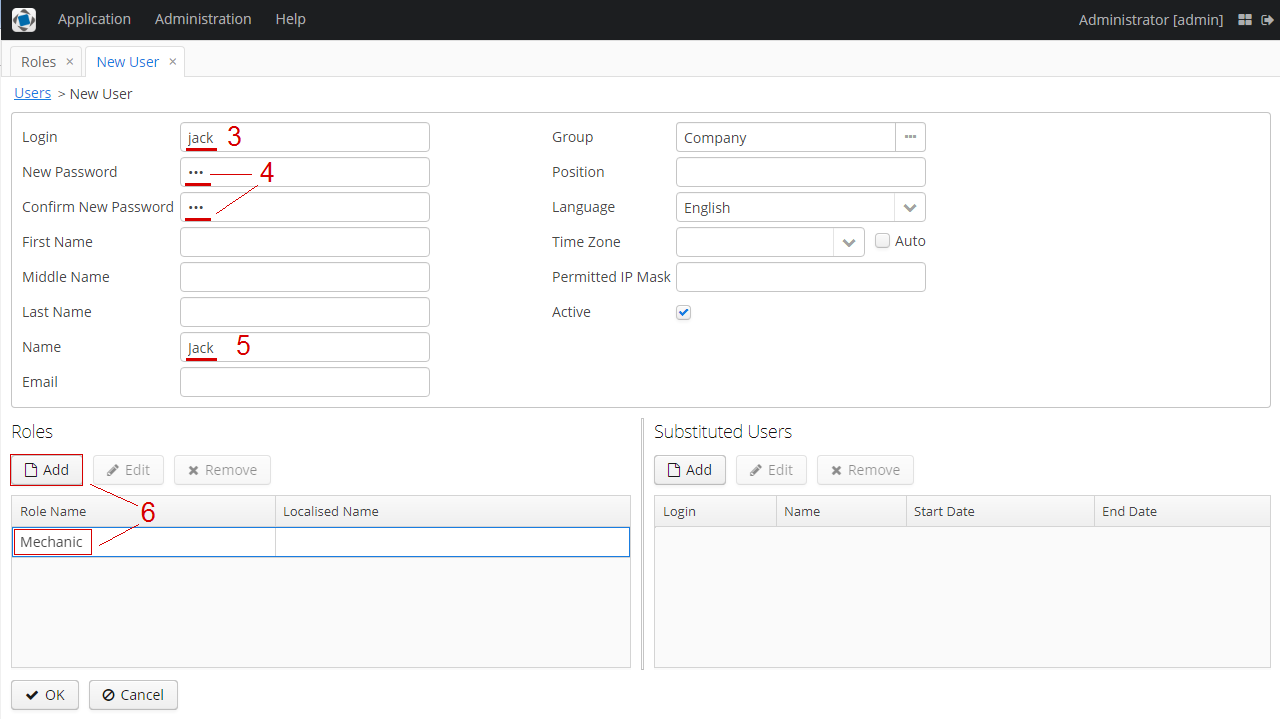 Application Administration Help Administrator [admin]
Roles × New User ×
Users > New User
Login jack 3 Group Company ...
New Password ••• 4 Position
Confirm New Password ••• Language English
First Name Time Zone Auto
Middle Name Permitted IP Mask
Last Name Active
Name Jack 5
Email
Roles Substituted Users
Add Edit Remove Add Edit Remove
Role Name Localised Name 6 Login Name Start Date End Date
Mechanic
OK Cancel